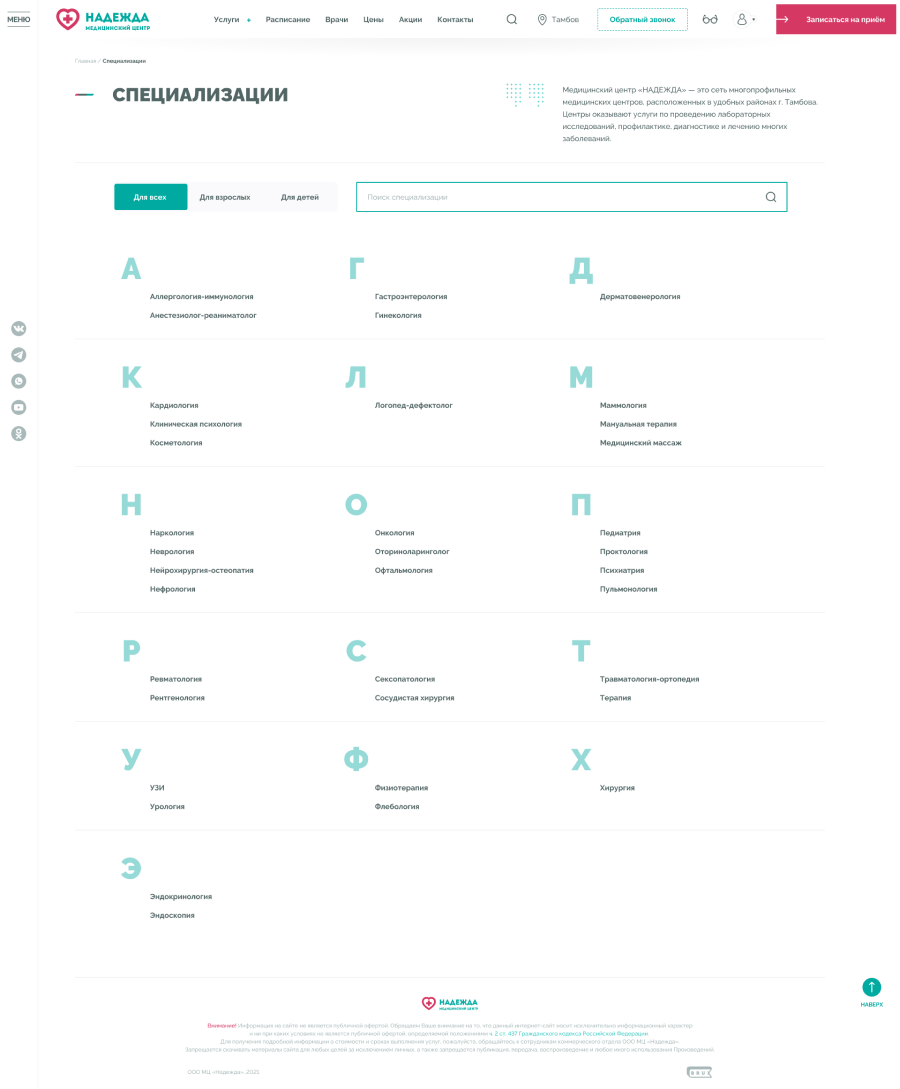 МЕНЮ
НАДЕЖДА
МЕДИЦИНСКИЙ ЦЕНТР
Услуги +
Расписание
Врачи
Цены
Акции
Контакты
Тамбов
Обратный звонок
Записаться на приём
Главная / Специализации
СПЕЦИАЛИЗАЦИИ
Медицинский центр «НАДЕЖДА» — это сеть многопрофильных
медицинских центров, расположенных в удобных районах г. Тамбова.
Центры оказывают услуги по проведению лабораторных
исследований, профилактике, диагностике и лечению многих
заболеваний.
Для всех
Для взрослых
Для детей
Поиск специализации
А
Аллергология-иммунология
Анестезиолог-реаниматолог
Г
Гастроэнтерология
Гинекология
Д
Дерматовенерология
К
Кардиология
Клиническая психология
Косметология
Л
Логопед-дефектолог
М
Маммология
Мануальная терапия
Медицинский массаж
Н
Наркология
Неврология
Нейрохирургия-остеопатия
Нефрология
О
Онкология
Оториноларинголог
Офтальмология
П
Педиатрия
Проктология
Психиатрия
Пульмонология
Р
Ревматология
Рентгенология
С
Сексопатология
Сосудистая хирургия
Т
Травматология-ортопедия
Терапия
У
УЗИ
Урология
Ф
Физиотерапия
Флебология
Х
Хирургия
Э
Эндокринология
Эндоскопия
НАВЕРХ
НАДЕЖДА
МЕДИЦИНСКИЙ ЦЕНТР
Внимание! Информация на сайте не является публичной офертой. Обращаем Ваше внимание на то, что данный интернет-сайт носит исключительно информационный характер
и ни при каких условиях не является публичной офертой, определяемой положениями ч. 2 ст. 437 Гражданского кодекса Российской Федерации.
Для получения подробной информации о стоимости и сроках выполнения услуг, пожалуйста, обращайтесь к сотрудникам коммерческого отдела ООО МЦ «Надежда».
Запрещается скачивать материалы сайта для любых целей за исключением личных, а также запрещаются публикация, передача, воспроизведение и любое иного использования Произведений.
ООО МЦ «Надежда», 2021